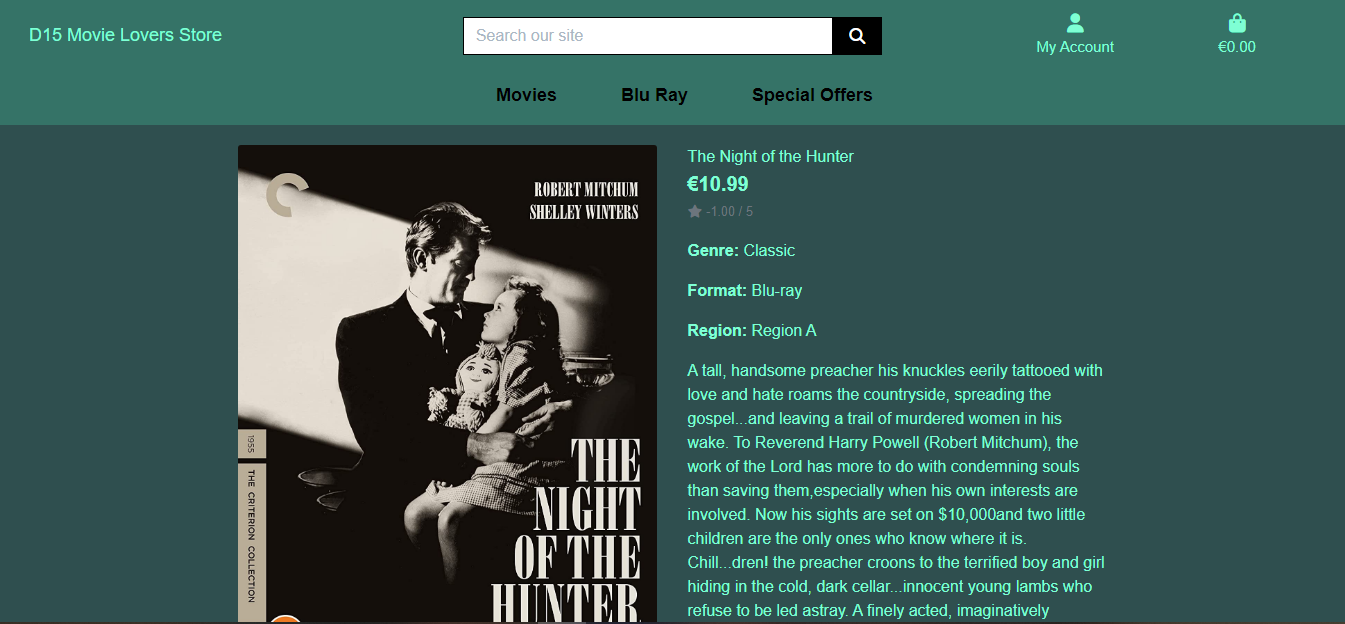 D15 Movie Lovers Store
Search our site
My Account
€0.00
Movies
Blu Ray
Special Offers
ROBERT MITCHUM
SHELLEY WINTERS
1955
THE CRITERION COLLECTION
THE
NIGHT
OF THE
HUNTER
The Night of the Hunter
€10.99
-1.00 / 5
Genre: Classic
Format: Blu-ray
Region: Region A
A tall, handsome preacher his knuckles eerily tattooed with
love and hate roams the countryside, spreading the
gospel...and leaving a trail of murdered women in his
wake. To Reverend Harry Powell (Robert Mitchum), the
work of the Lord has more to do with condemning souls
than saving them,especially when his own interests are
involved. Now his sights are set on $10,000and two little
children are the only ones who know where it is.
Chill...dren! the preacher croons to the terrified boy and girl
hiding in the cold, dark cellar...innocent young lambs who
refuse to be led astray. A finely acted, imaginatively